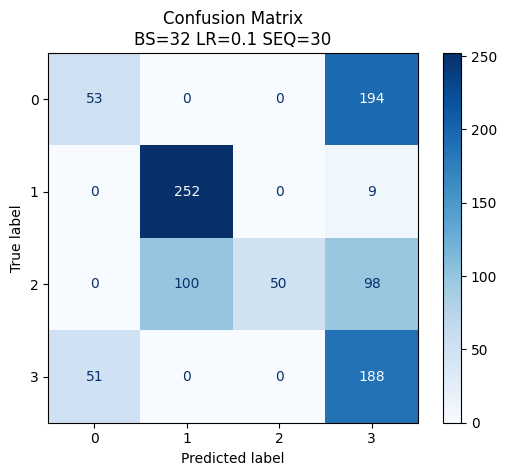 Confusion Matrix
BS=32 LR=0.1 SEQ=30
0 53 0 0 194
1 0 252 0 9
2 0 100 50 98
3 51 0 0 188
0 1 2 3
Predicted label
True label
250
200
150
100
50
0